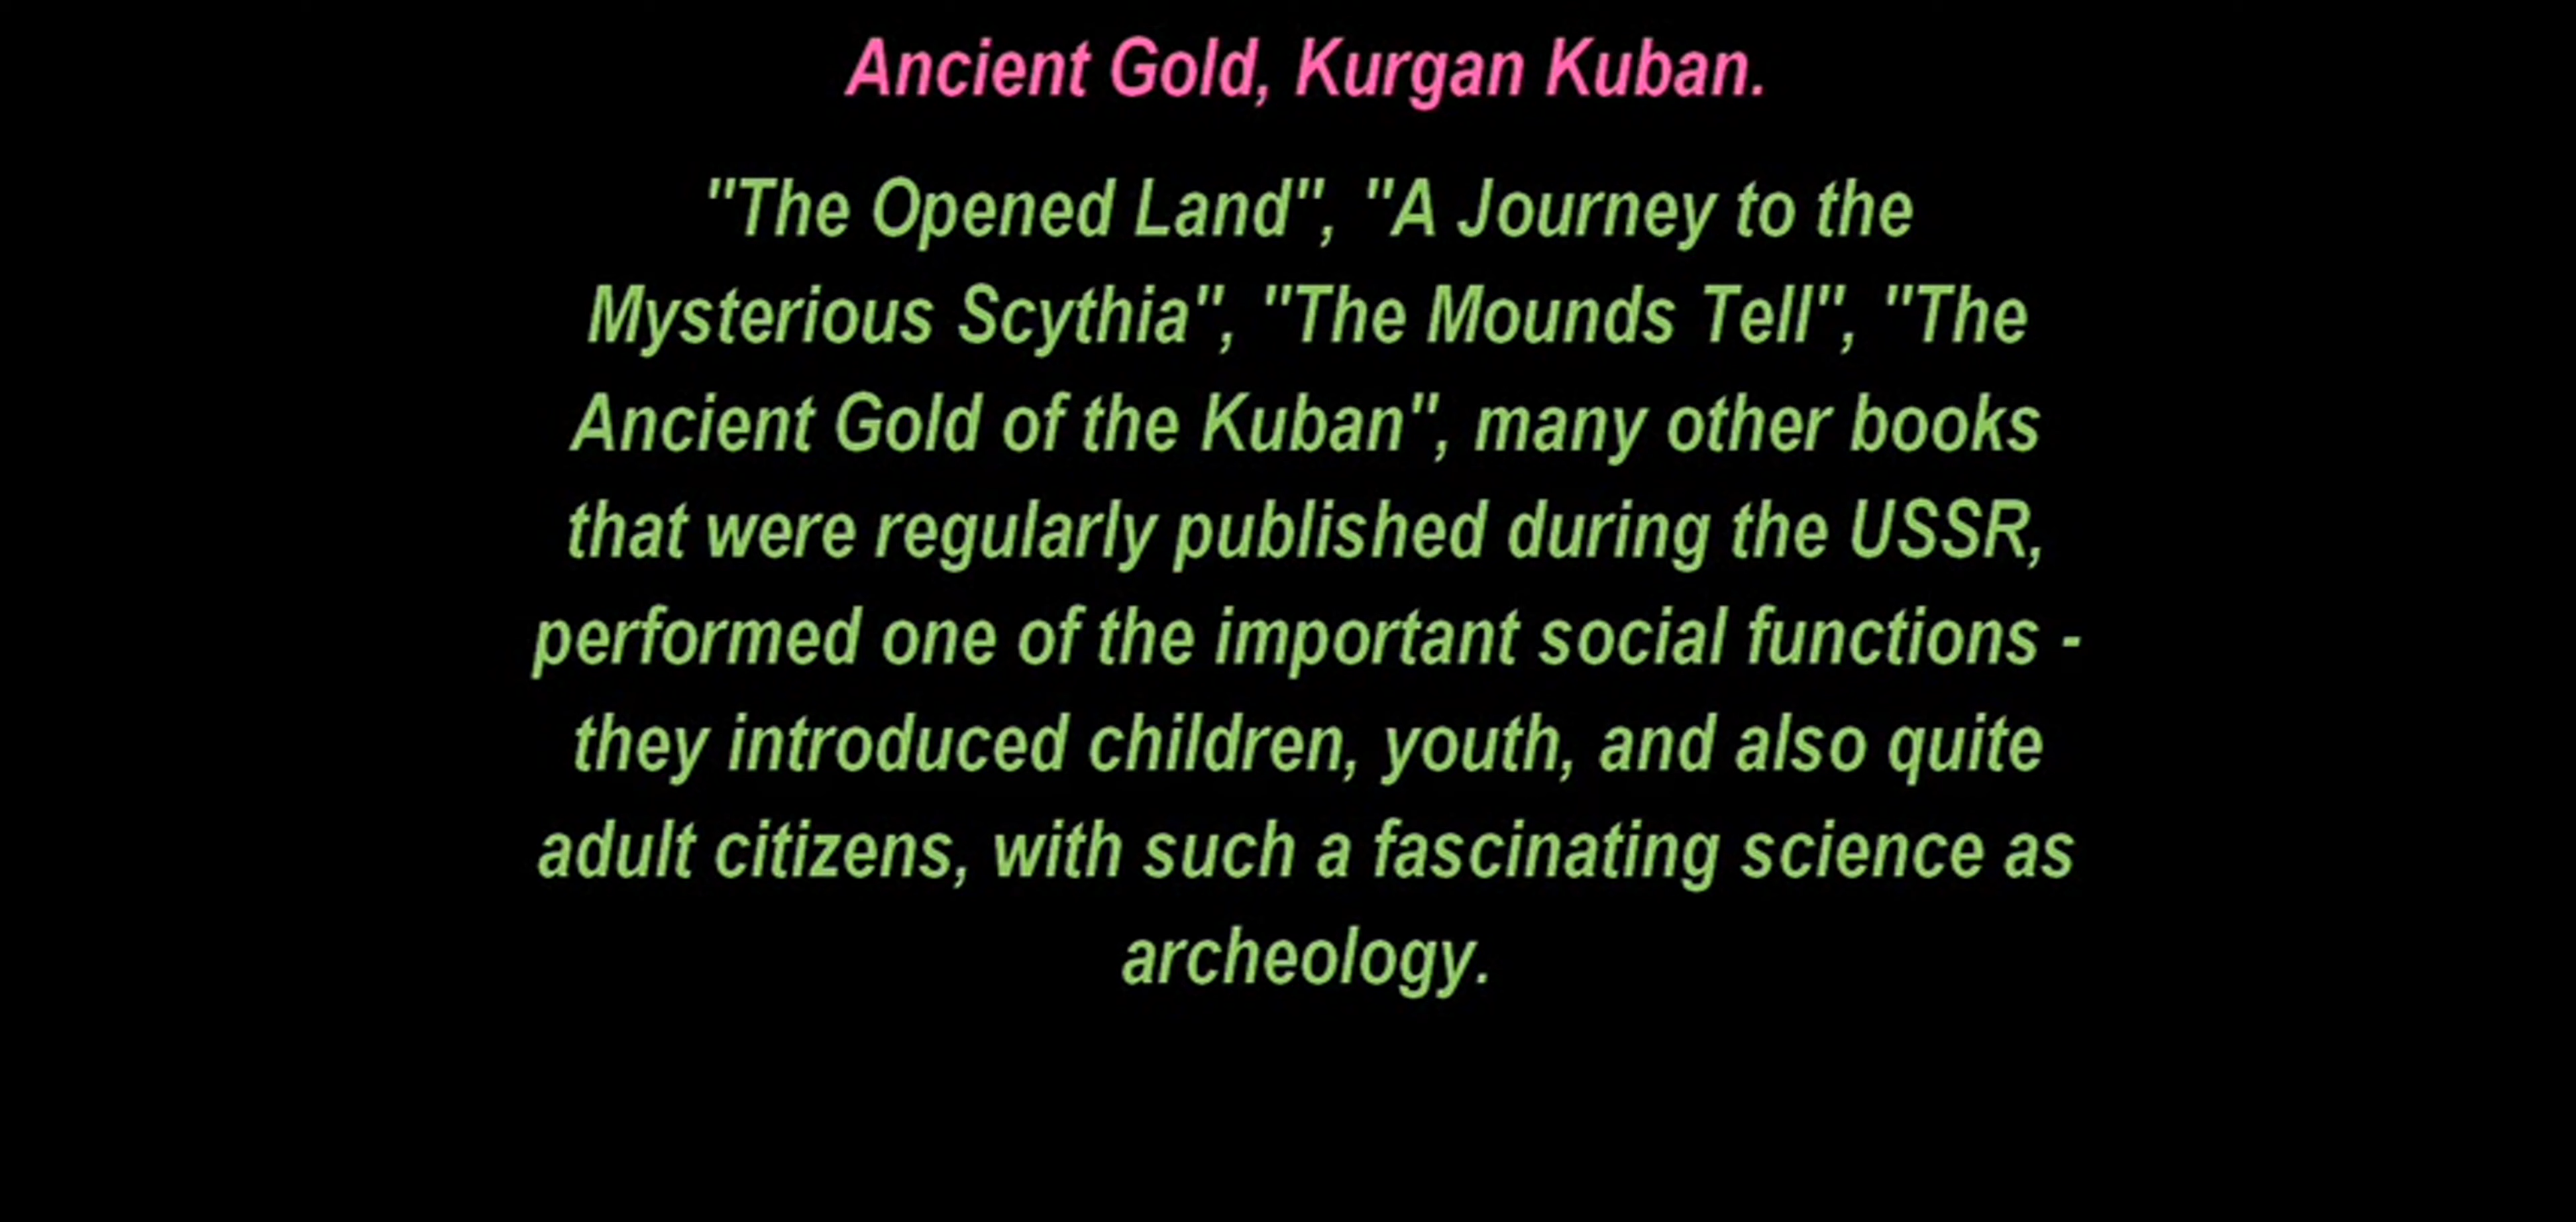 Ancient Gold, Kurgan Kuban.
"The Opened Land", "A Journey to the
Mysterious Scythia", "The Mounds Tell", "The
Ancient Gold of the Kuban", many other books
that were regularly published during the USSR,
performed one of the important social functions -
they introduced children, youth, and also quite
adult citizens, with such a fascinating science as
archeology.